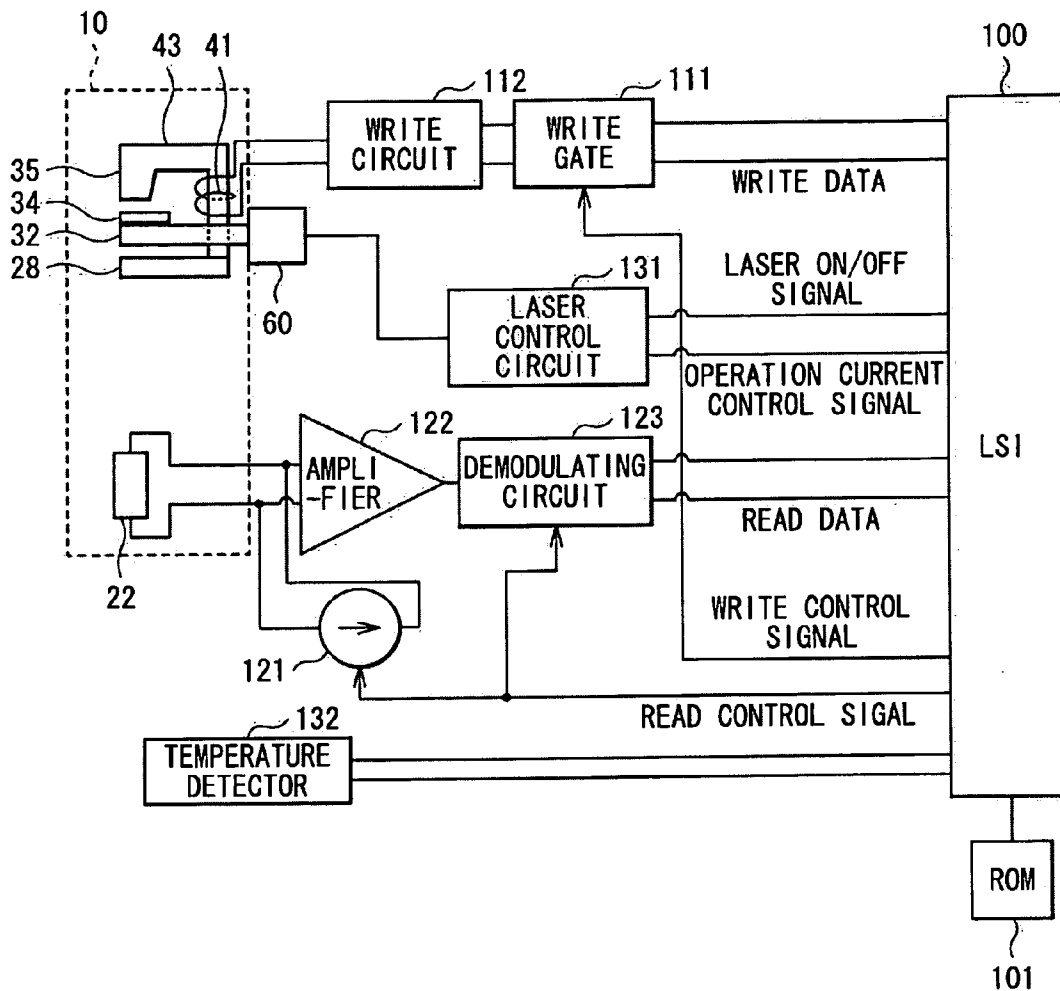 10
43
41
100
112
111
WRITE
CIRCUIT
WRITE
GATE
35
WRITE DATA
34
32
28
131
LASER ON/OFF
SIGNAL
60
LASER
CONTROL
CIRCUIT
OPERATION CURRENT
CONTROL SIGNAL
122
123
LSI
AMPLI
-FIER
DEMODULATING
CIRCUIT
READ DATA
22
WRITE CONTROL
SIGNAL
121
READ CONTROL SIGAL
132
TEMPERATURE
DETECTOR
ROM
101